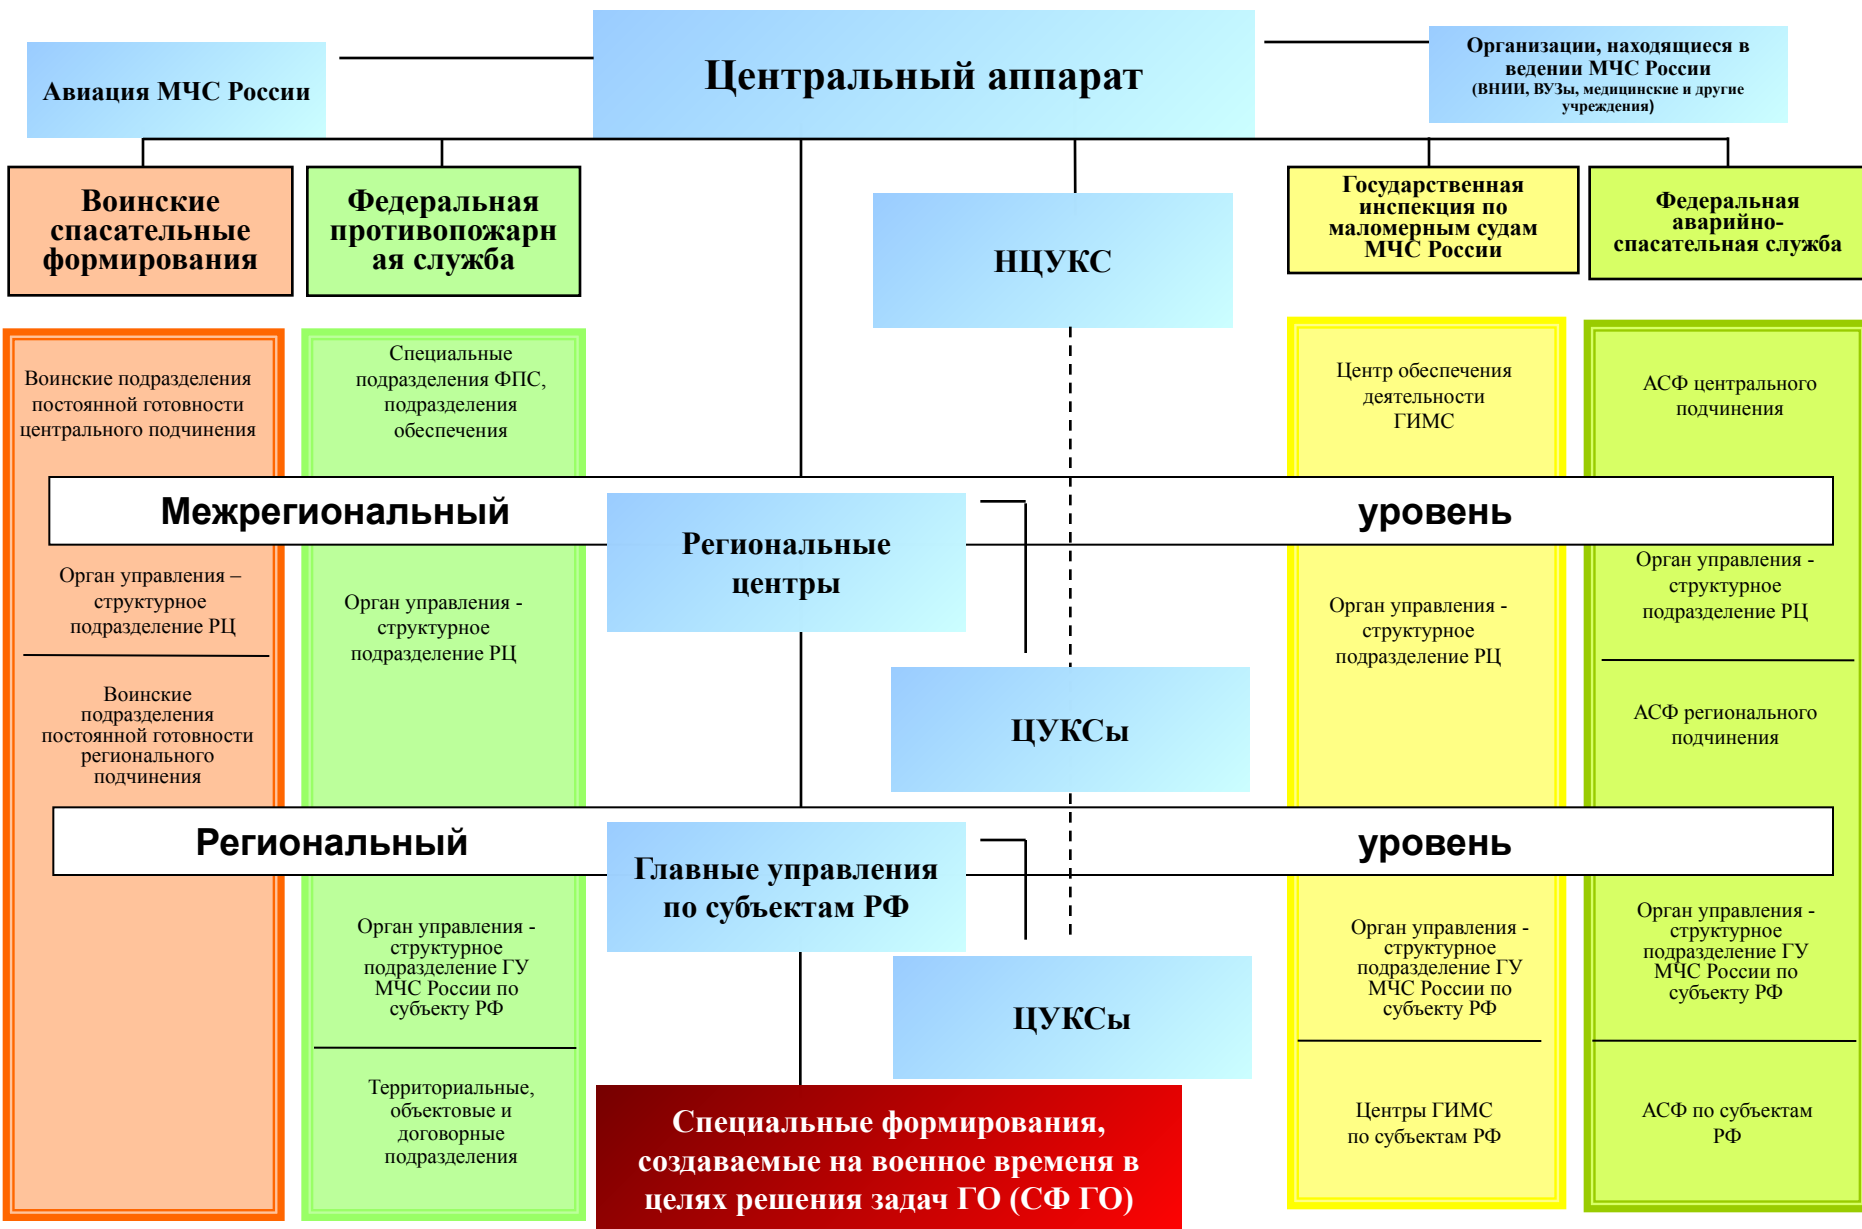 Авиация МЧС России
Центральный аппарат
Организации, находящиеся в
ведении МЧС России
(ВНИИ, ВУЗы, медицинские и другие
учреждения)
Воинские
спасательные
формирования
Федеральная
противопожарн
ая служба
НЦУКС
Государственная
инспекция по
маломерным судам
МЧС России
Федеральная
аварийно-
спасательная служба
Воинские подразделения
постоянной готовности
центрального подчинения
Специальные
подразделения ФПС,
подразделения
обеспечения
Центр обеспечения
деятельности
ГИМС
АСФ центрального
подчинения
Межрегиональный
уровень
Региональные
центры
Орган управления –
структурное
подразделение РЦ
Орган управления -
структурное
подразделение РЦ
Орган управления -
структурное
подразделение РЦ
Орган управления -
структурное
подразделение РЦ
Воинские
подразделения
постоянной готовности
регионального
подчинения
ЦУКСы
АСФ регионального
подчинения
Региональный
уровень
Главные управления
по субъектам РФ
Орган управления -
структурное
подразделение ГУ
МЧС России по
субъекту РФ
ЦУКСы
Орган управления -
структурное
подразделение ГУ
МЧС России по
субъекту РФ
Орган управления -
структурное
подразделение ГУ
МЧС России по
субъекту РФ
Территориальные,
объектовые и
договорные
подразделения
Специальные формирования,
создаваемые на военное временя в
целях решения задач ГО (СФ ГО)
Центры ГИМС
по субъектам РФ
АСФ по субъектам
РФ